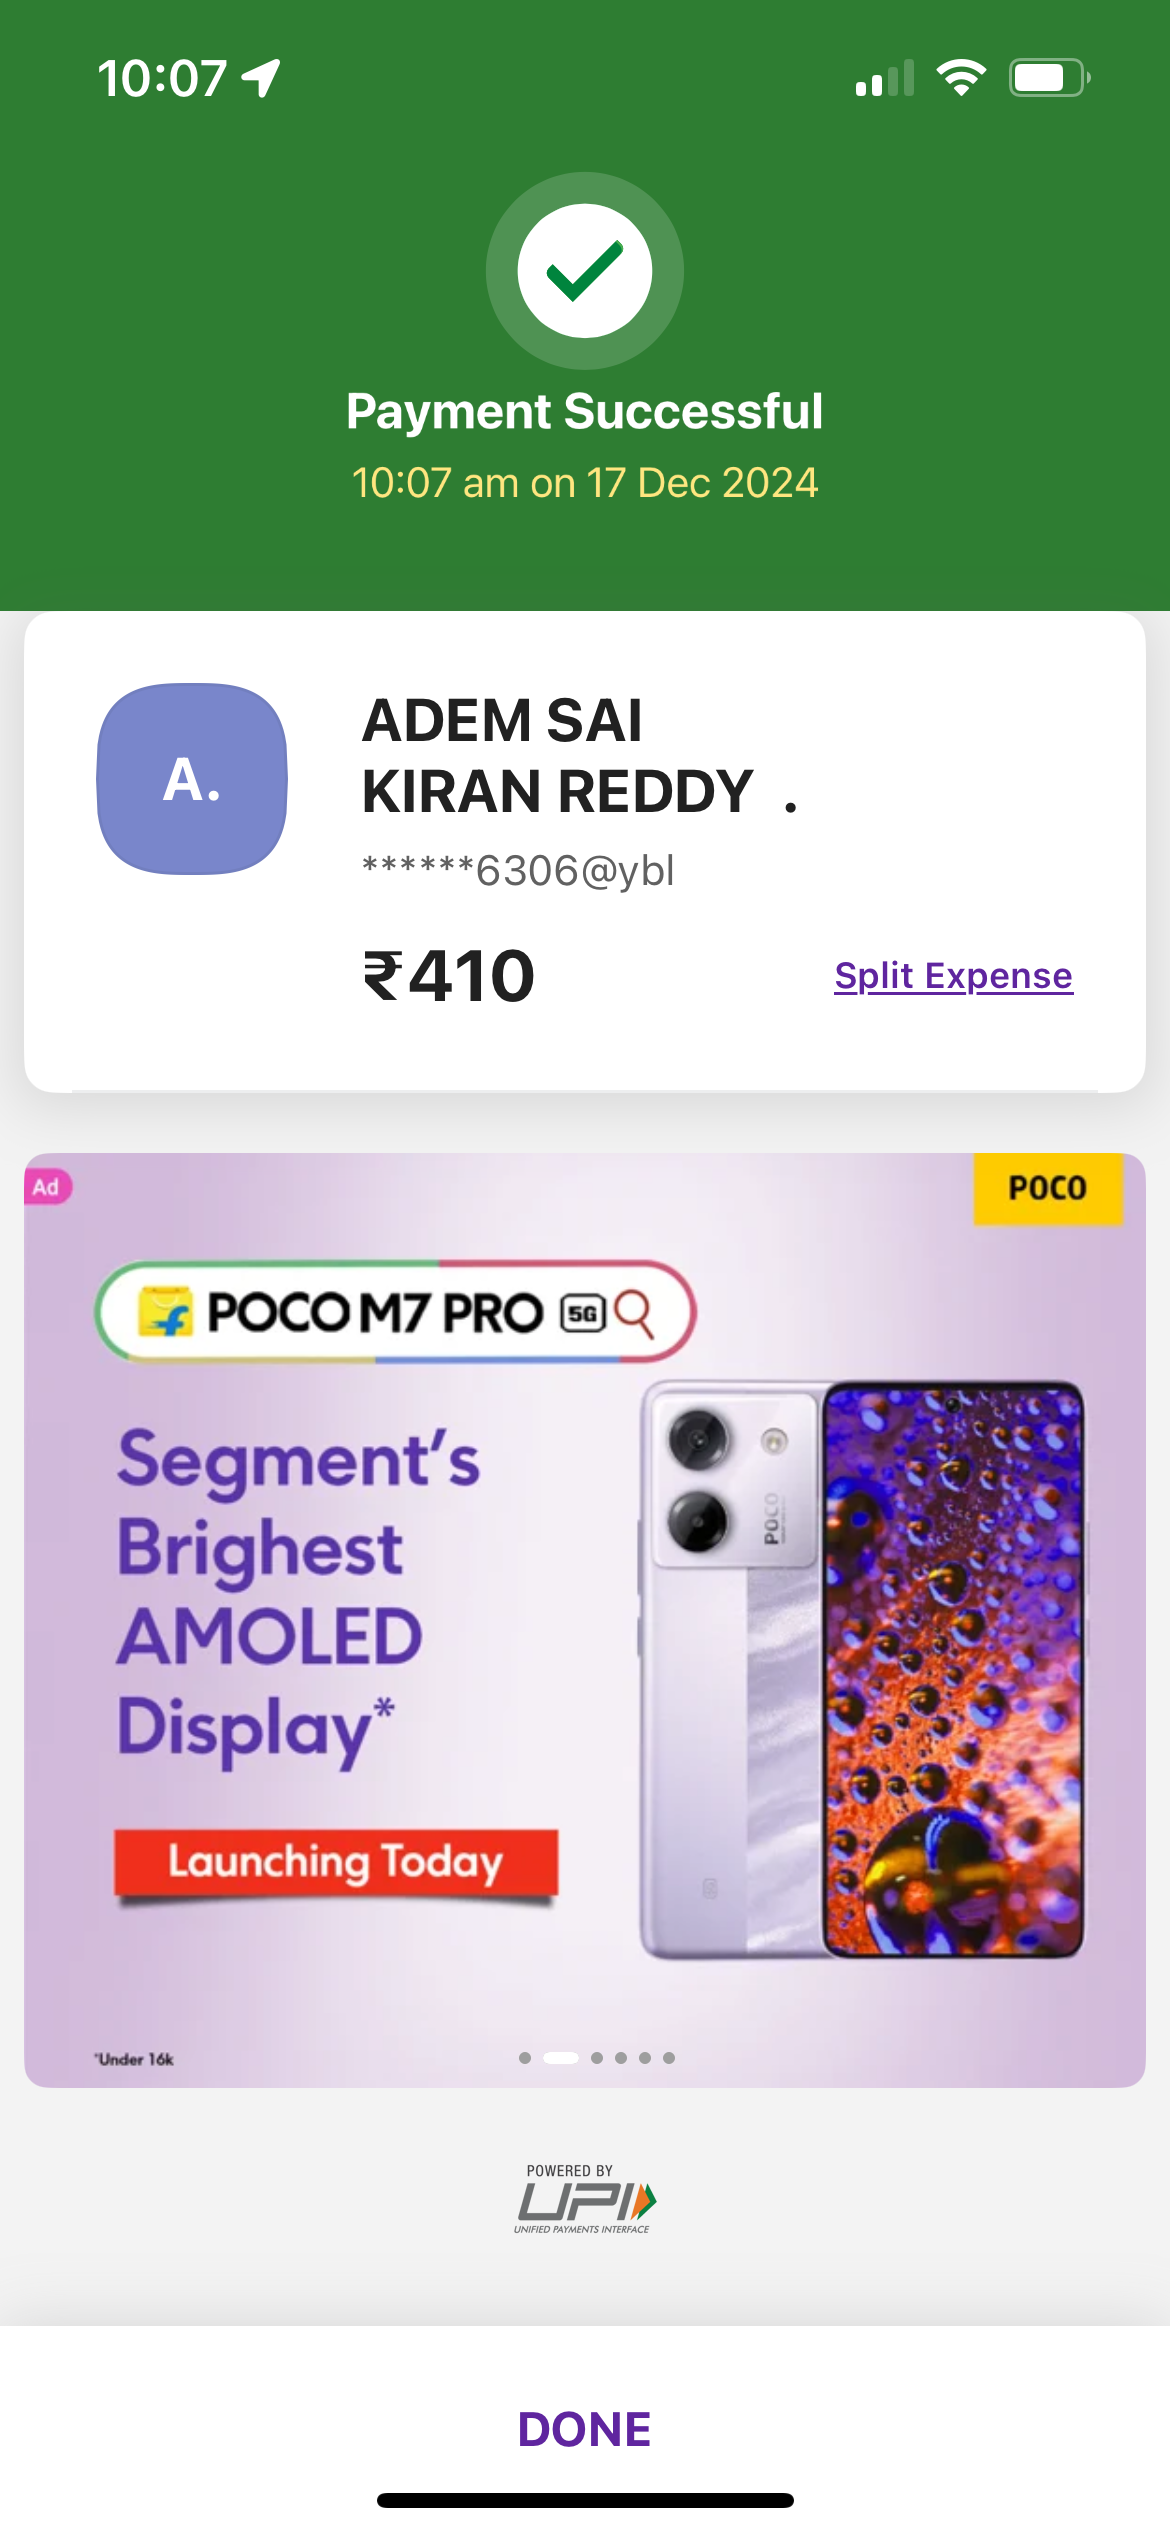 10:07
Payment Successful
10:07 am on 17 Dec 2024
A.
ADEM SAI
KIRAN REDDY .
******6306@ybl
₹410
Split Expense
Ad
POCO
POCO M7 PRO 5G
Segment's
Brighest
AMOLED
Display*
POCO
Launching Today
*Under 16k
POWERED BY
UPI
UNIFIED PAYMENTS INTERFACE
DONE